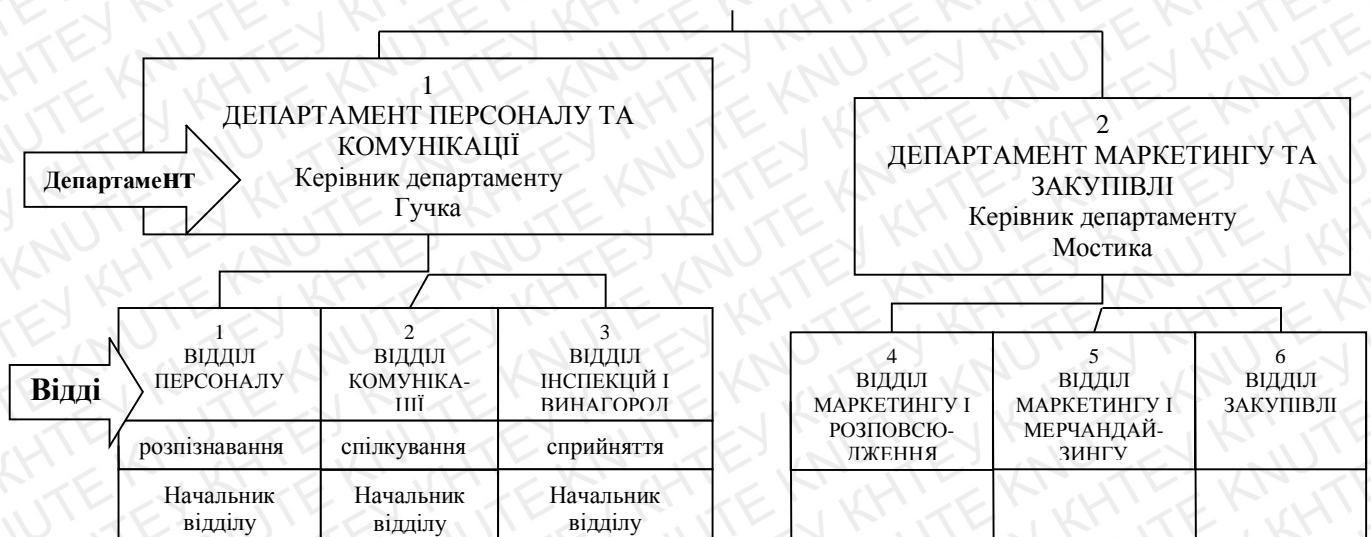 1
ДЕПАРТАМЕНТ ПЕРСОНАЛУ ТА
КОМУНІКАЦІЇ
Керівник департаменту
Гучка
Департамент
2
ДЕПАРТАМЕНТ МАРКЕТИНГУ ТА
ЗАКУПІВЛІ
Керівник департаменту
Мостика
Відді
1
ВІДДІЛ
ПЕРСОНАЛУ
розпізнавання
Начальник
відділу
2
ВІДДІЛ
КОМУНІКА-
ЦІЇ
спілкування
Начальник
відділу
3
ВІДДІЛ
ІНСПЕКЦІЙ І
ВИНАГОРОД
сприйняття
Начальник
відділу
4
ВІДДІЛ
МАРКЕТИНГУ І
РОЗПОВСЮ-
ДЖЕННЯ
5
ВІДДІЛ
МАРКЕТИНГУ І
МЕРЧАНДАЙ-
ЗИНГУ
6
ВІДДІЛ
ЗАКУПІВЛІ